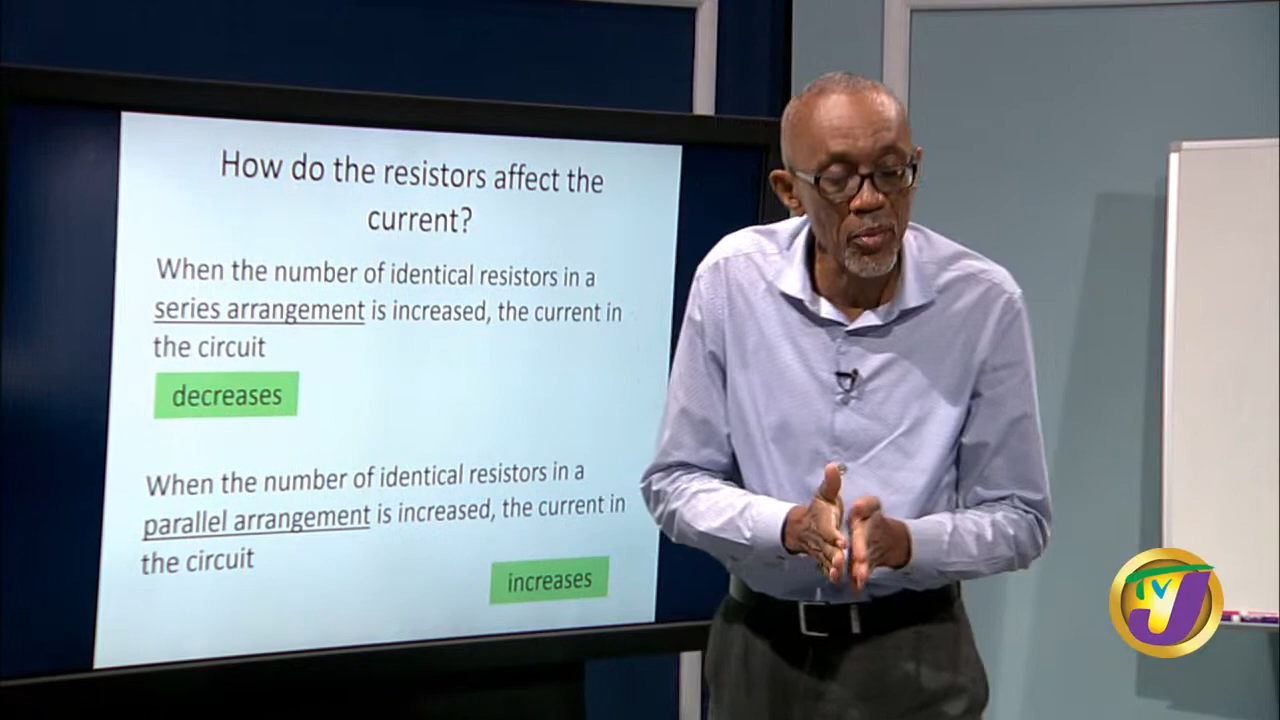 How do the resistors affect the
current?
When the number of identical resistors in a
series arrangement is increased, the current in
the circuit
decreases
When the number of identical resistors in a
parallel arrangement is increased, the current in
the circuit
increases
TVJ